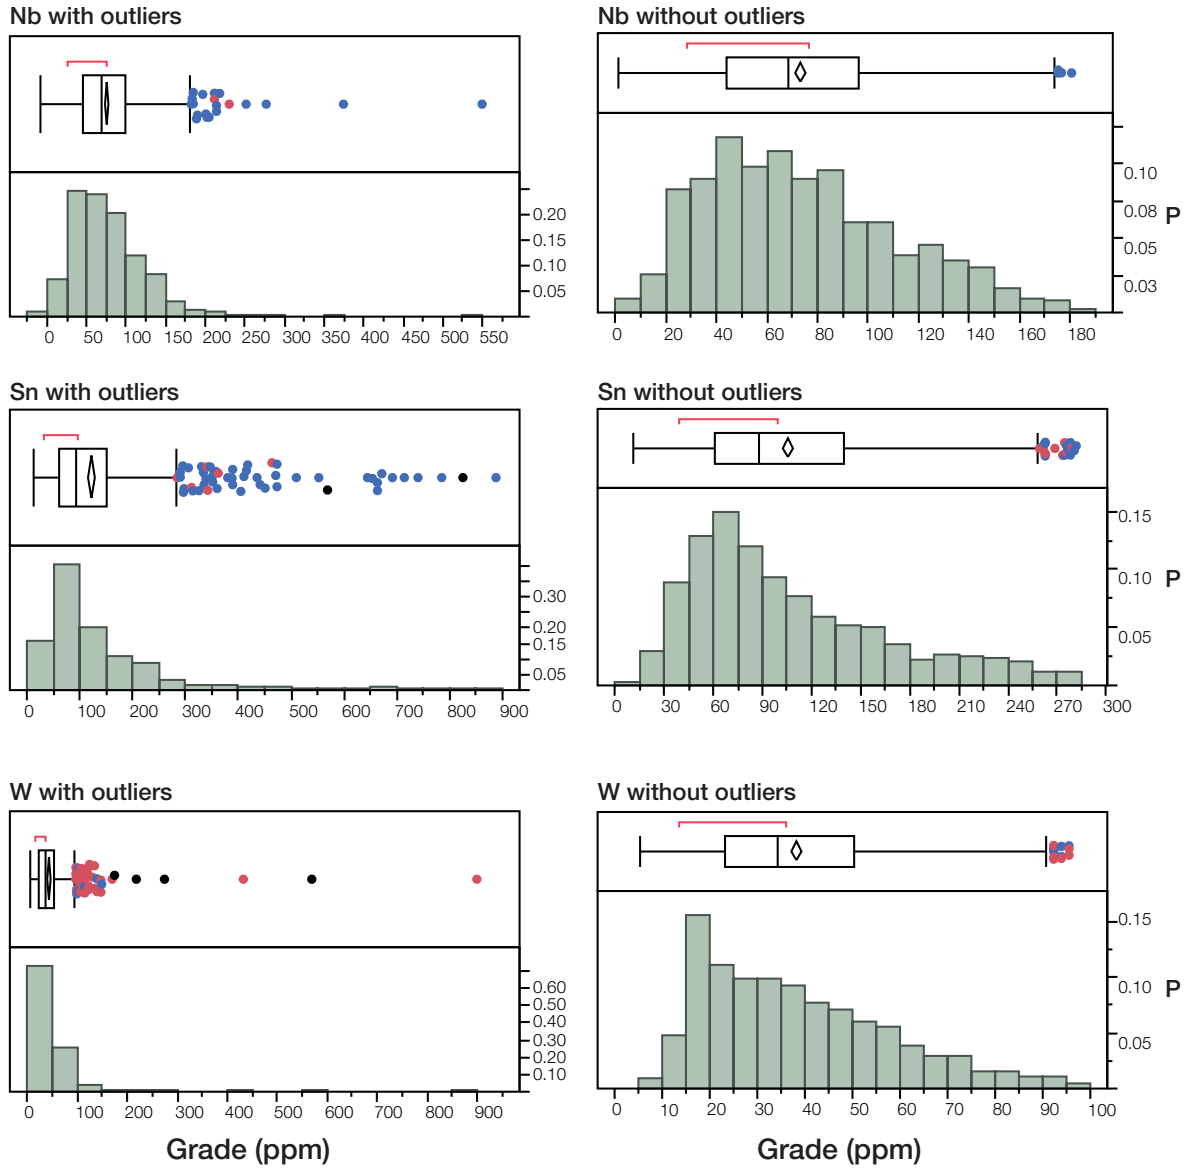 Nb with outliers
0.20
0.15
0.10
0.05
0 50 100 150 200 250 300 350 400 450 500 550
Nb without outliers
0.10
0.08
P
0.05
0.03
0 20 40 60 80 100 120 140 160 180
Sn with outliers
0.30
0.20
0.15
0.05
0 100 200 300 400 500 600 700 800 900
Sn without outliers
0.15
0.10
P
0.05
0 30 60 90 120 150 180 210 240 270 300
W with outliers
0.60
0.50
0.40
0.30
0.20
0.10
0 100 200 300 400 500 600 700 800 900
Grade (ppm)
W without outliers
0.15
0.10
P
0.05
0 10 20 30 40 50 60 70 80 90 100
Grade (ppm)